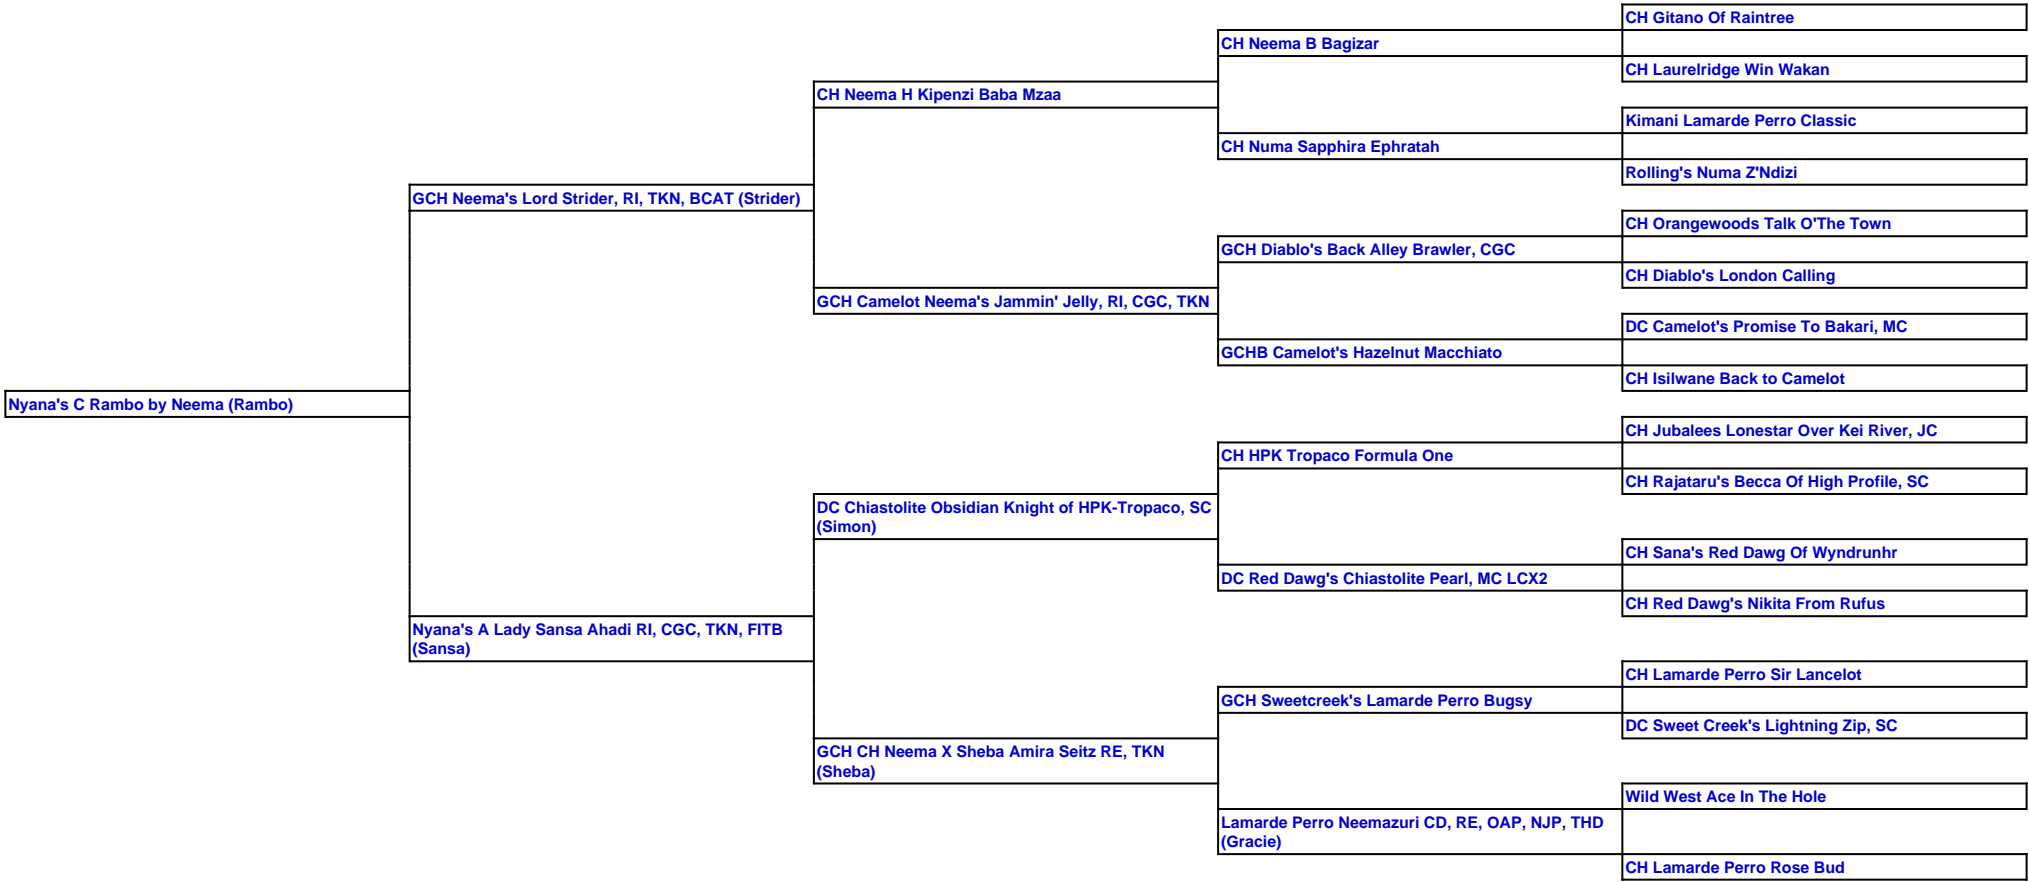 CH Gitano Of Raintree
CH Neema B Bagizar
CH Laurelridge Win Wakan
CH Neema H Kipenzi Baba Mzaa
Kimani Lamarde Perro Classic
CH Numa Sapphira Ephratah
Rolling's Numa Z'Ndizi
GCH Neema's Lord Strider, RI, TKN, BCAT (Strider)
CH Orangewoods Talk O'The Town
GCH Diablo's Back Alley Brawler, CGC
CH Diablo's London Calling
GCH Camelot Neema's Jammin' Jelly, RI, CGC, TKN
DC Camelot's Promise To Bakari, MC
GCHB Camelot's Hazelnut Macchiato
CH Isilwane Back to Camelot
Nyana's C Rambo by Neema (Rambo)
CH Jubalees Lonestar Over Kei River, JC
CH HPK Tropaco Formula One
CH Rajataru's Becca Of High Profile, SC
DC Chiastolite Obsidian Knight of HPK-Tropaco, SC
(Simon)
CH Sana's Red Dawg Of Wyndrunhr
DC Red Dawg's Chiastolite Pearl, MC LCX2
CH Red Dawg's Nikita From Rufus
Nyana's A Lady Sansa Ahadi RI, CGC, TKN, FITB
(Sansa)
CH Lamarde Perro Sir Lancelot
GCH Sweetcreek's Lamarde Perro Bugsy
DC Sweet Creek's Lightning Zip, SC
GCH CH Neema X Sheba Amira Seitz RE, TKN
(Sheba)
Wild West Ace In The Hole
Lamarde Perro Neemazuri CD, RE, OAP, NJP, THD
(Gracie)
CH Lamarde Perro Rose Bud